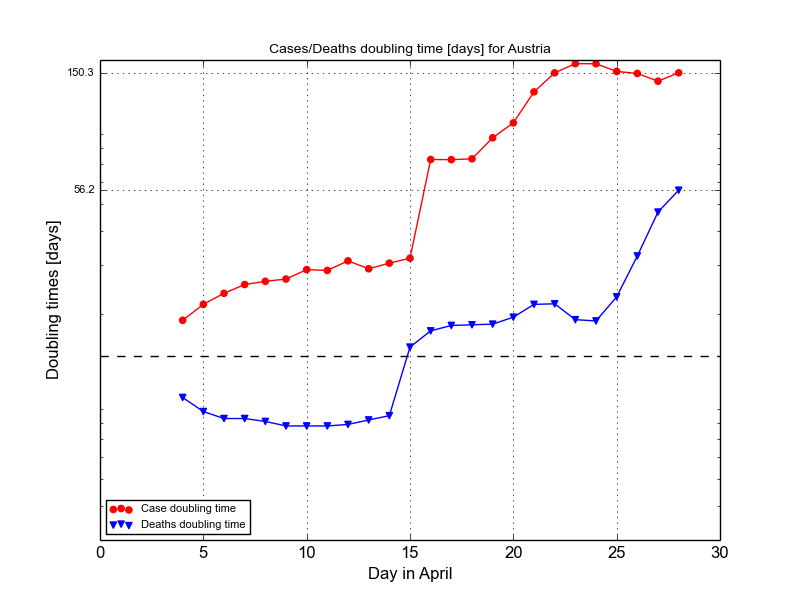 Cases/Deaths doubling time [days] for Austria
150.3
56.2
Doubling times [days]
Case doubling time
Deaths doubling time
0 5 10 15 20 25 30
Day in April